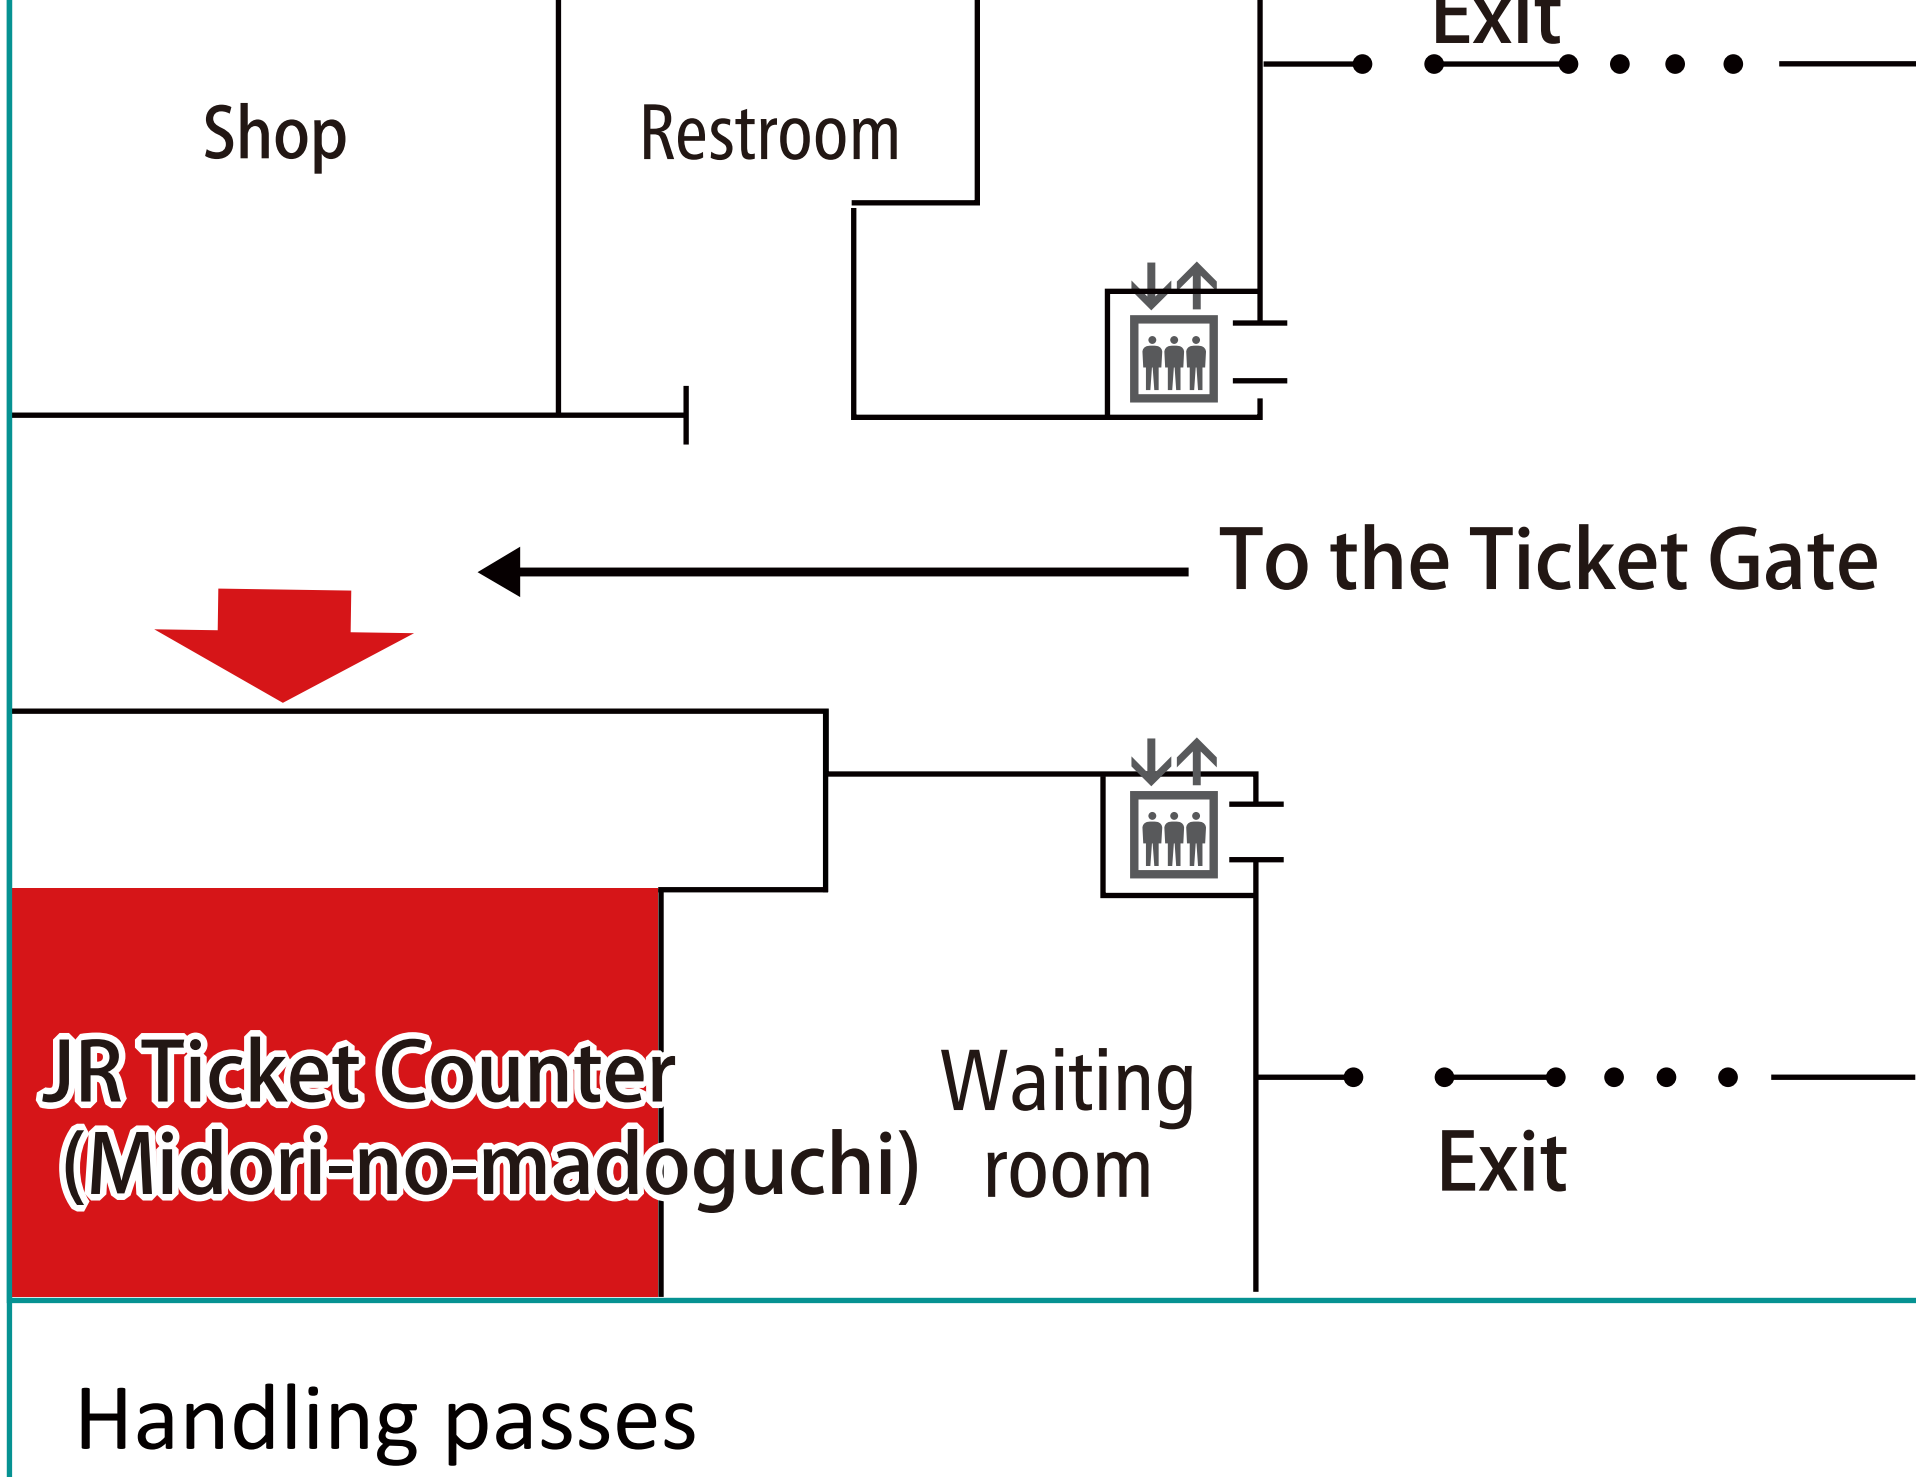 Exit
Shop
Restroom
To the Ticket Gate
JR Ticket Counter
(Midori-no-madoguchi)
Waiting
room
Exit
Handling passes